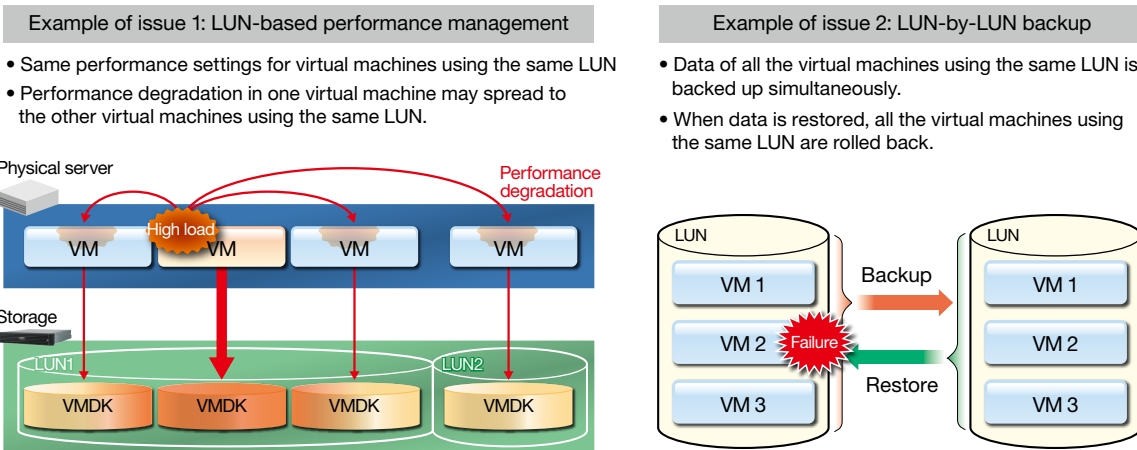 Example of issue 1: LUN-based performance management
• Same performance settings for virtual machines using the same LUN
• Performance degradation in one virtual machine may spread to
the other virtual machines using the same LUN.
Physical server
Performance
degradation
High load
VM
VM
VM
VM
Storage
LUN1
LUN2
VMDK
VMDK
VMDK
VMDK
Example of issue 2: LUN-by-LUN backup
• Data of all the virtual machines using the same LUN is
backed up simultaneously.
• When data is restored, all the virtual machines using
the same LUN are rolled back.
LUN
VM 1
VM 2
VM 3
Failure
Backup
Restore
LUN
VM 1
VM 2
VM 3